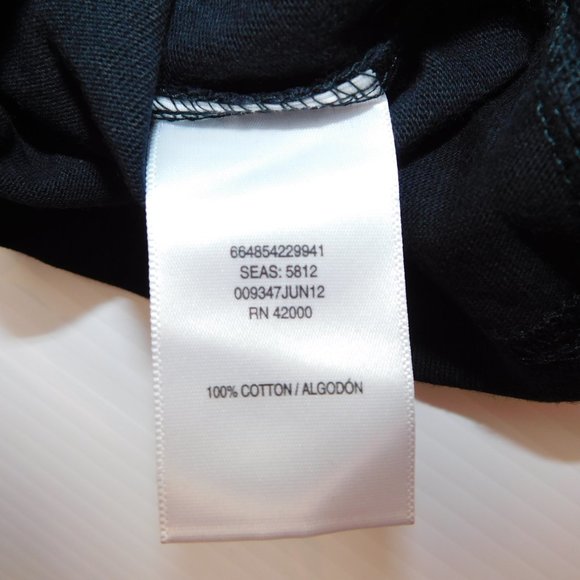 664854229941
SEAS: 5812
009347JUN12
RN 42000
100% COTTON / ALGODÓN